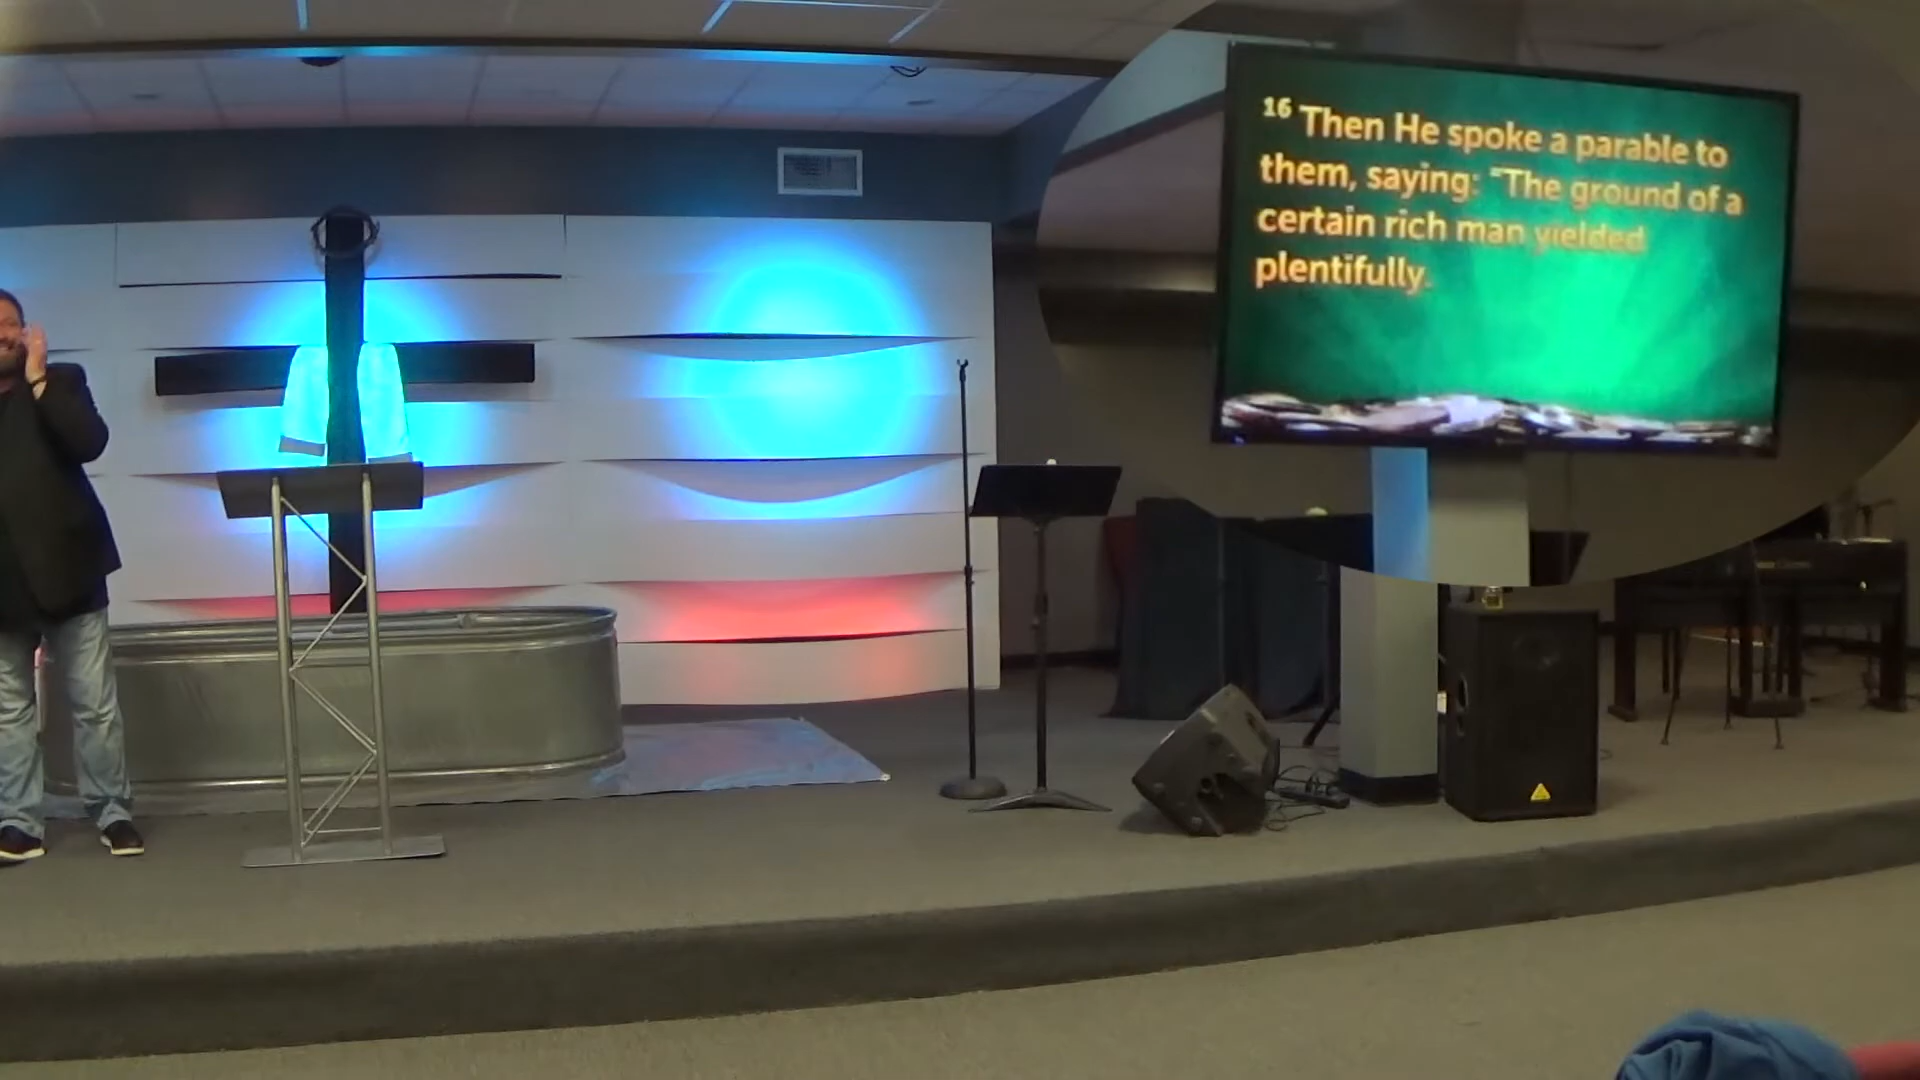 16 Then He spoke a parable to
them, saying: "The ground of a
certain rich man yielded
plentifully.